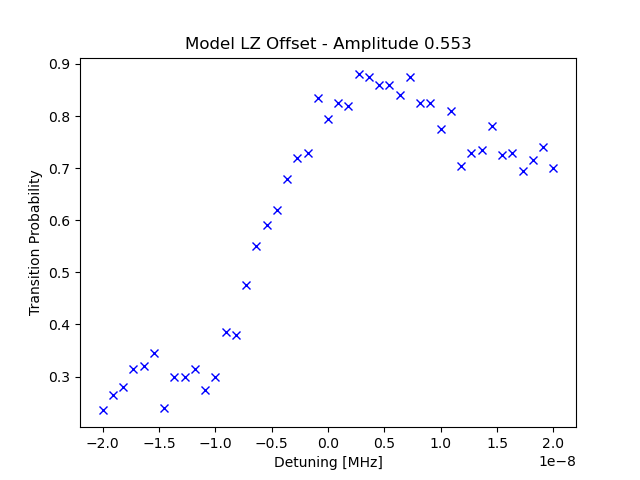 Model LZ Offset - Amplitude 0.553
0.9
0.8
0.7
0.6
0.5
0.4
0.3
Transition Probability
−2.0 −1.5 −1.0 −0.5 0.0 0.5 1.0 1.5 2.0
1e−8
Detuning [MHz]